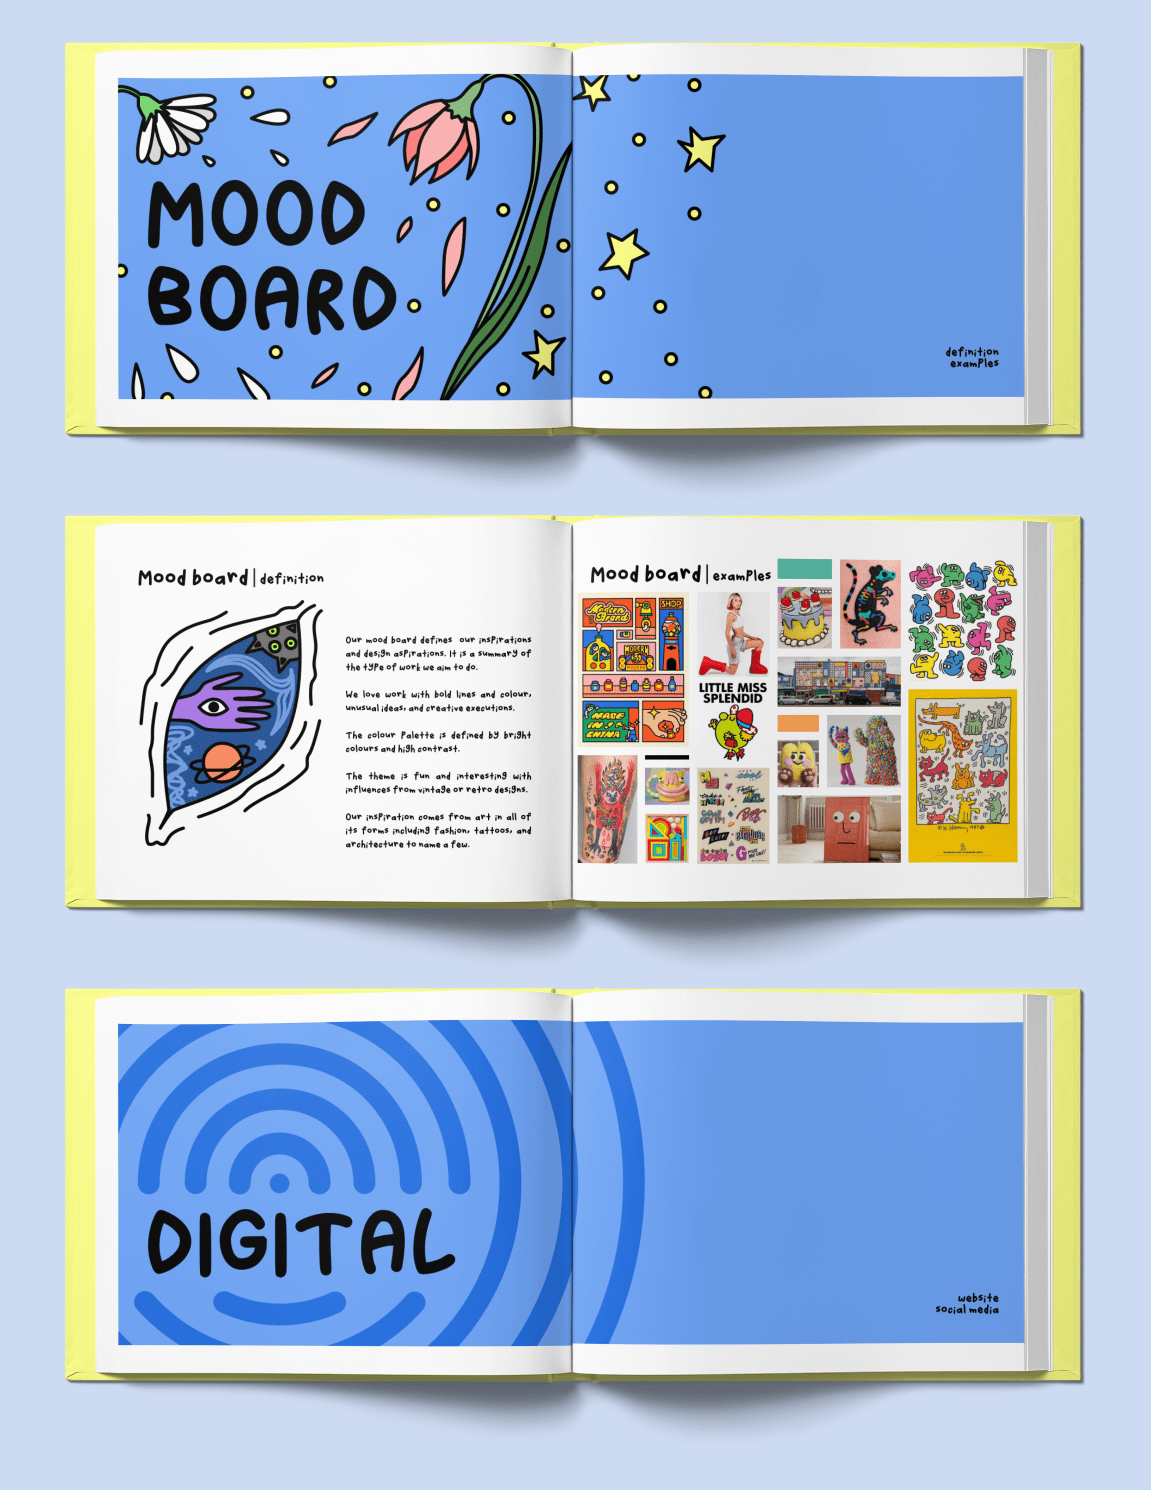 MOOD
BOARD
definition
examples
Mood board | definition
Our mood board defines our inspirations
and design aspirations. It is a summary of
the type of work we aim to do.
We love work with bold lines and colour,
unusual ideas, and creative executions.
The colour palette is defined by bright
colours and high contrast.
The theme is fun and interesting with
influences from vintage or retro designs.
Our inspiration comes from art in all of
its forms including fashion, tattoos, and
architecture to name a few.
Mood board | examples
Modern
Brand
SHOP
MODERN
MADE
IN
CHINA
LITTLE MISS
SPLENDID
DIGITAL
website
social media